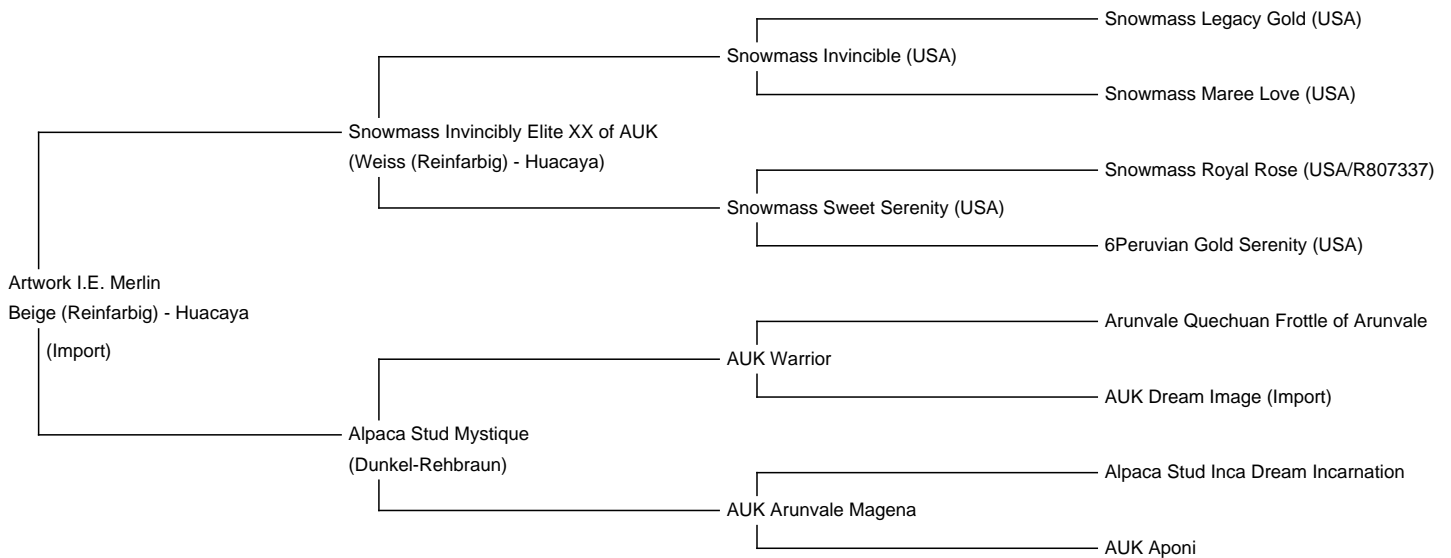 Snowmass Legacy Gold (USA)
Snowmass Invincible (USA)
Snowmass Maree Love (USA)
Snowmass Invincibly Elite XX of AUK
(Weiss (Reinfarbig) - Huacaya)
Snowmass Royal Rose (USA/R807337)
Snowmass Sweet Serenity (USA)
6Peruvian Gold Serenity (USA)
Artwork I.E. Merlin
Beige (Reinfarbig) - Huacaya
(Import)
Arunvale Quechuan Frottle of Arunvale
AUK Warrior
AUK Dream Image (Import)
Alpaca Stud Mystique
(Dunkel-Rehbraun)
Alpaca Stud Inca Dream Incarnation
AUK Arunvale Magena
AUK Aponi